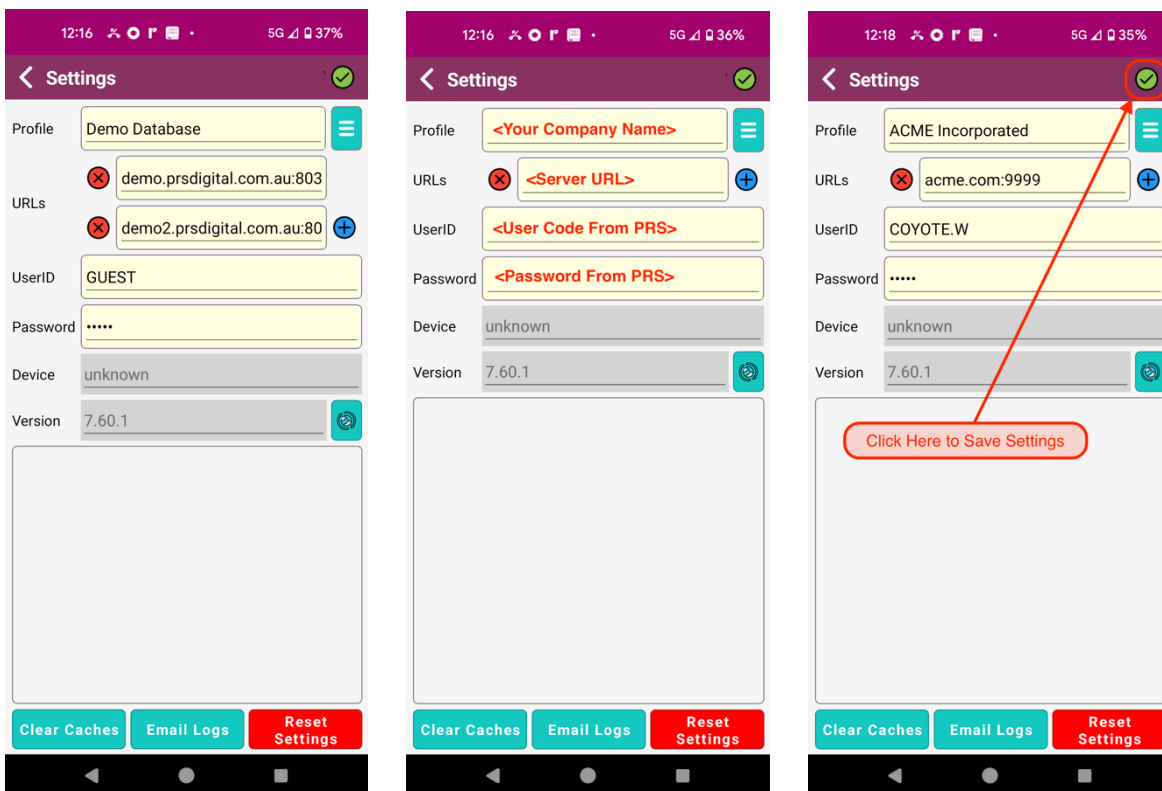 12:16
5G 37%
Settings
Profile
Demo Database
URLs
demo.prsdigital.com.au:803
demo2.prsdigital.com.au:80
UserID
GUEST
Password
•••••
Device
unknown
Version
7.60.1
Clear Caches
Email Logs
Reset
Settings
12:16
5G 36%
Settings
Profile
<Your Company Name>
URLs
<Server URL>
UserID
<User Code From PRS>
Password
<Password From PRS>
Device
unknown
Version
7.60.1
Clear Caches
Email Logs
Reset
Settings
12:18
5G 35%
Settings
Profile
ACME Incorporated
URLs
acme.com:9999
UserID
COYOTE.W
Password
•••••
Device
unknown
Version
7.60.1
Click Here to Save Settings
Clear Caches
Email Logs
Reset
Settings